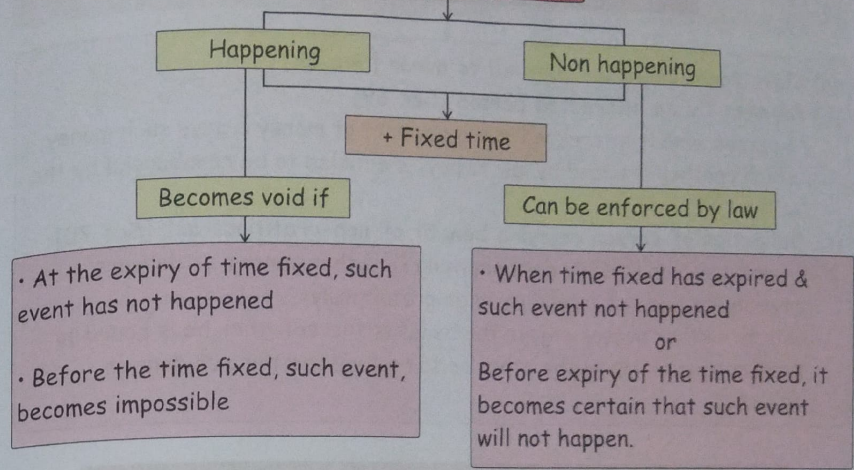 Happening
Non happening
+ Fixed time
Becomes void if
Can be enforced by law
• At the expiry of time fixed, such
event has not happened
• Before the time fixed, such event,
becomes impossible
• When time fixed has expired &
such event not happened
or
Before expiry of the time fixed, it
becomes certain that such event
will not happen.